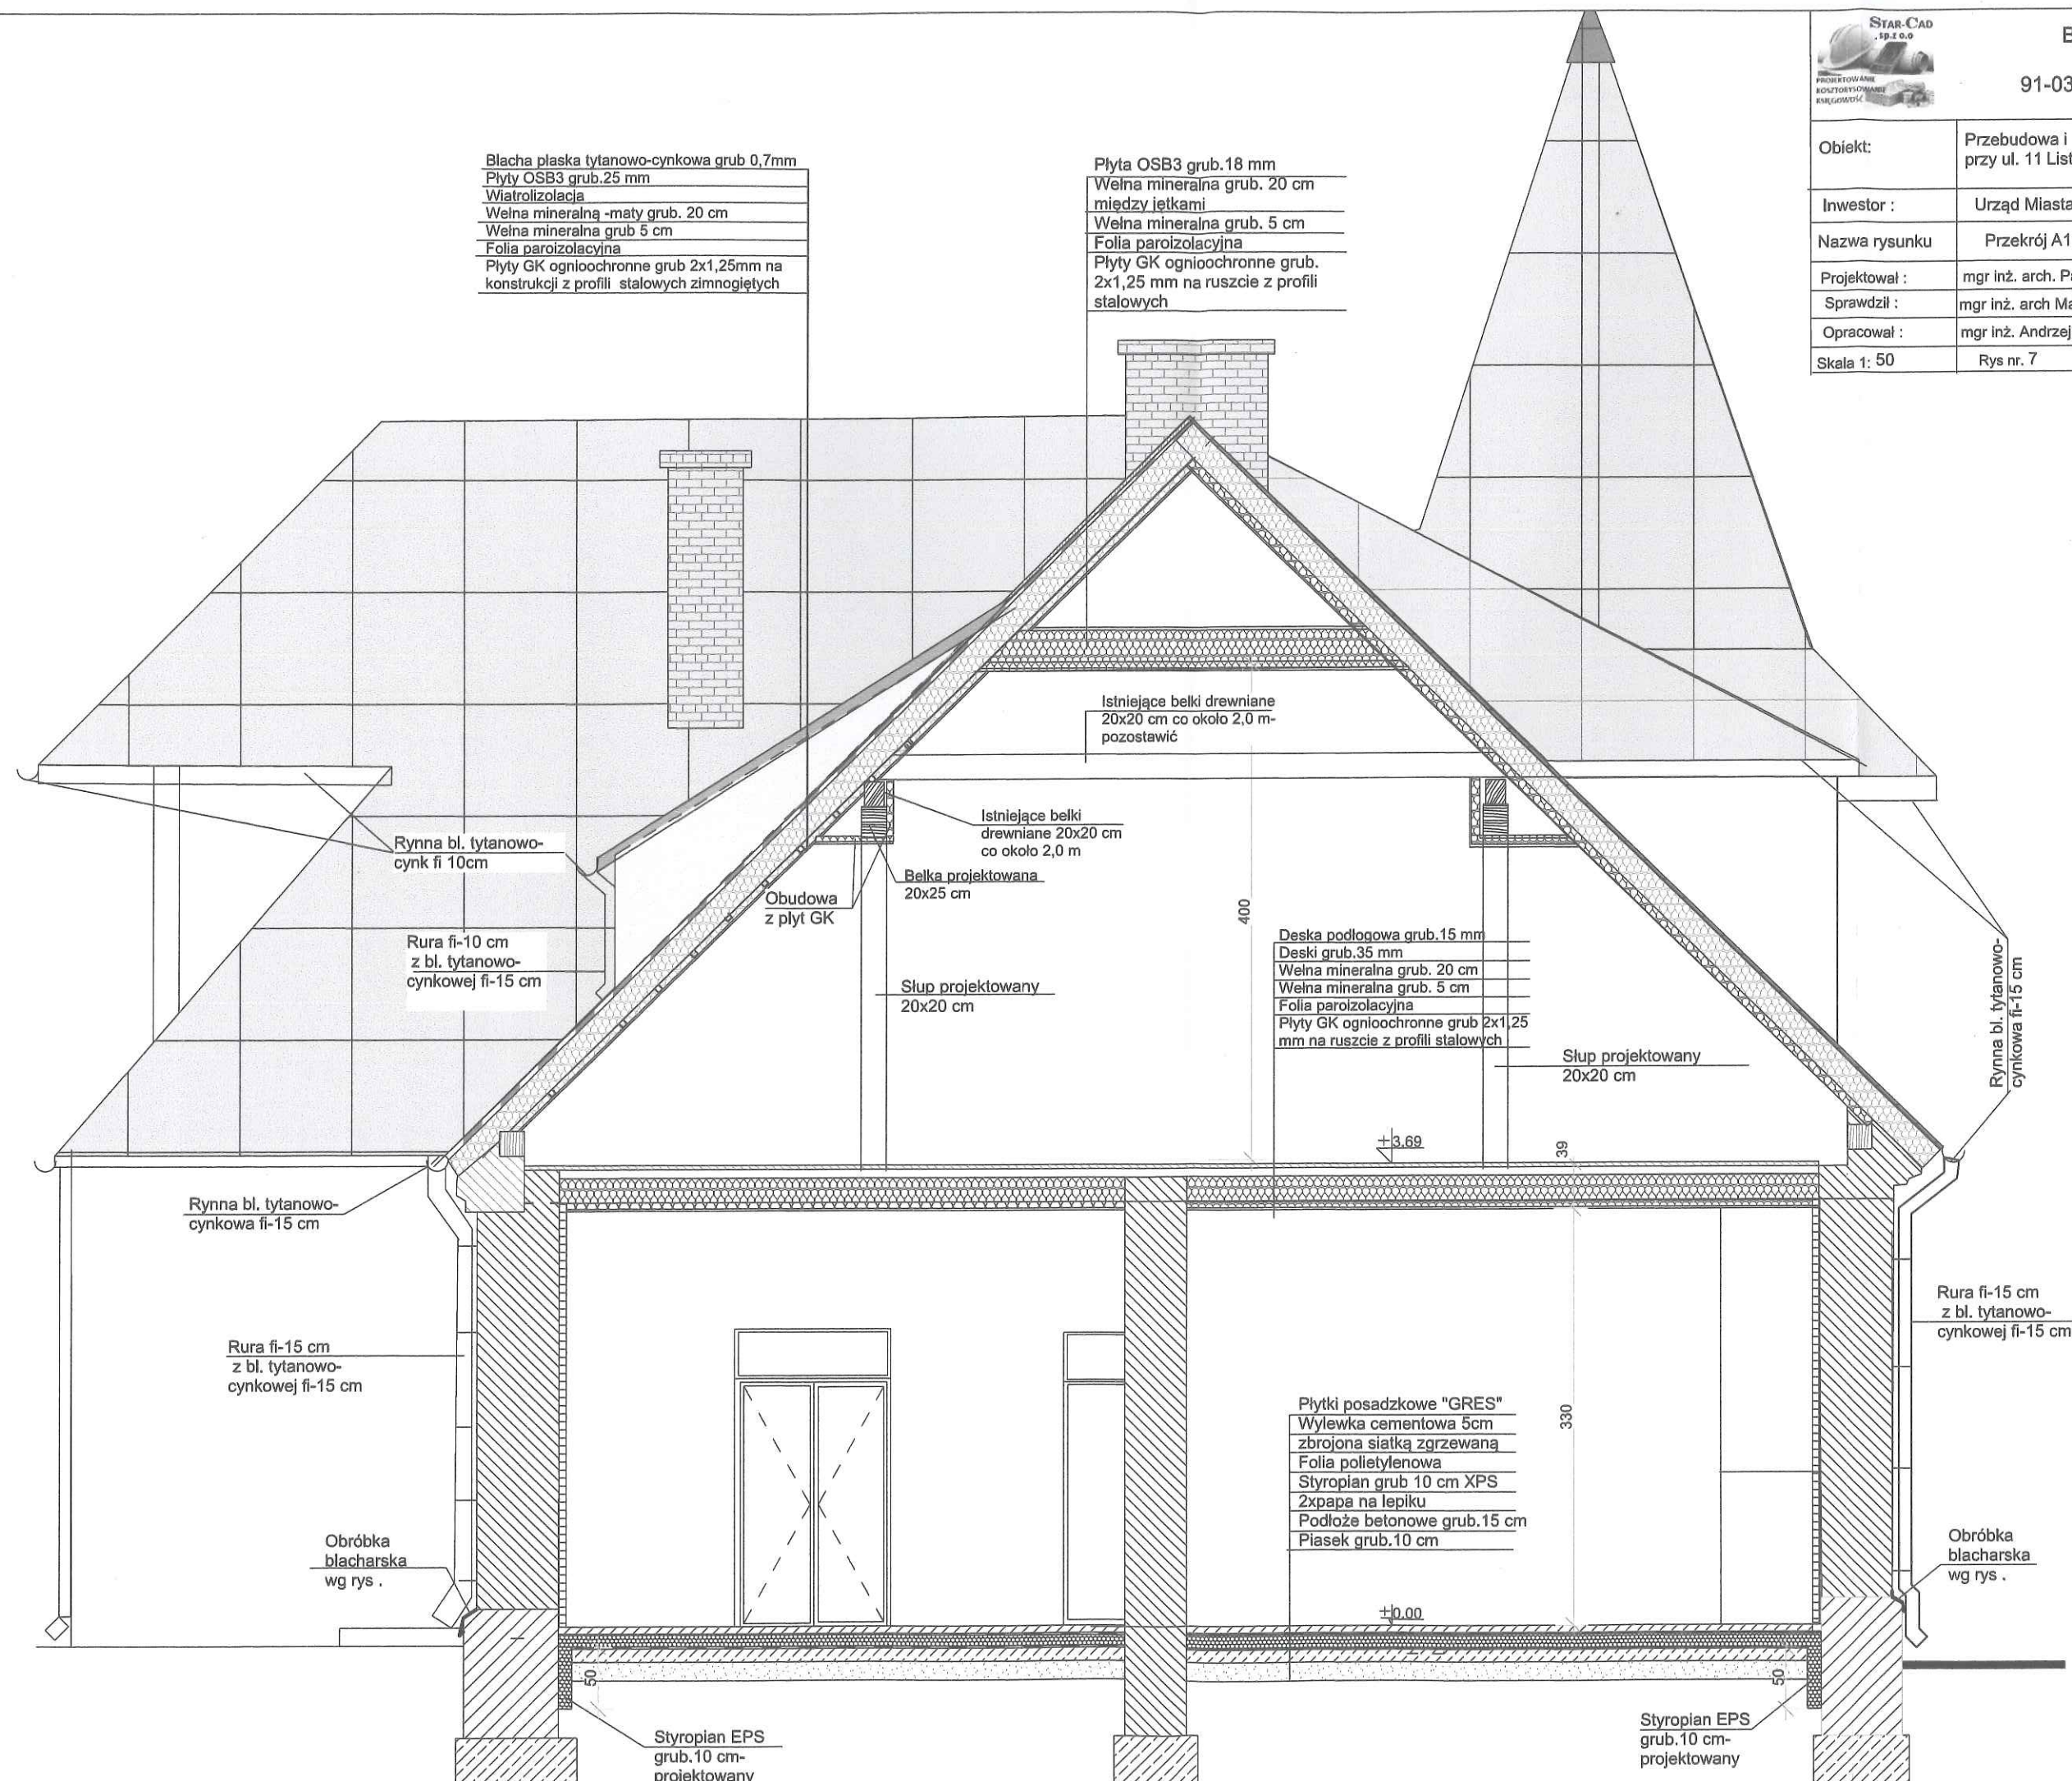 STAR-CAD
.sp.z o.o
PROJEKTOWANIE
KOSZTORYSOWANIE
KSIĘGOWOŚĆ
B
91-03
Obiekt:
Przebudowa i
przy ul. 11 List
Inwestor :
Urząd Miasta
Nazwa rysunku
Przekrój A1
Projektował :
mgr inż. arch. Pa
Sprawdził :
mgr inż. arch Ma
Opracował :
mgr inż. Andrzej
Skala 1: 50
Rys nr. 7
Blacha płaska tytanowo-cynkowa grub 0,7mm
Płyty OSB3 grub.25 mm
Wiatrolizolacja
Wełna mineralną -maty grub. 20 cm
Wełna mineralna grub 5 cm
Folia paroizolacyjna
Płyty GK ognioochronne grub 2x1,25mm na
konstrukcji z profili stalowych zimnogiętych
Płyta OSB3 grub.18 mm
Wełna mineralna grub. 20 cm
między jętkami
Wełna mineralna grub. 5 cm
Folia paroizolacyjna
Płyty GK ognioochronne grub.
2x1,25 mm na ruszcie z profili
stalowych
Istniejące belki drewniane
20x20 cm co około 2,0 m-
pozostawić
Istniejące belki
drewniane 20x20 cm
co około 2,0 m
Belka projektowana
20x25 cm
Obudowa
z płyt GK
Rynna bl. tytanowo-
cynk fi 10cm
Rura fi-10 cm
z bl. tytanowo-
cynkowej fi-15 cm
Słup projektowany
20x20 cm
400
Deska podłogowa grub.15 mm
Deski grub.35 mm
Wełna mineralna grub. 20 cm
Wełna mineralna grub. 5 cm
Folia paroizolacyjna
Płyty GK ognioochronne grub 2x1,25
mm na ruszcie z profili stalowych
Słup projektowany
20x20 cm
Rynna bl. tytanowo-
cynkowa fi-15 cm
+3.69
39
Rynna bl. tytanowo-
cynkowa fi-15 cm
Rura fi-15 cm
z bl. tytanowo-
cynkowej fi-15 cm
Rura fi-15 cm
z bl. tytanowo-
cynkowej fi-15 cm
Płytki posadzkowe "GRES"
Wylewka cementowa 5cm
zbrojona siatką zgrzewaną
Folia polietylenowa
Styropian grub 10 cm XPS
2xpapa na lepiku
Podłoże betonowe grub.15 cm
Piasek grub.10 cm
330
Obróbka
blacharska
wg rys .
Obróbka
blacharska
wg rys .
±0.00
50
50
Styropian EPS
grub.10 cm-
projektowany
Styropian EPS
grub.10 cm-
projektowany